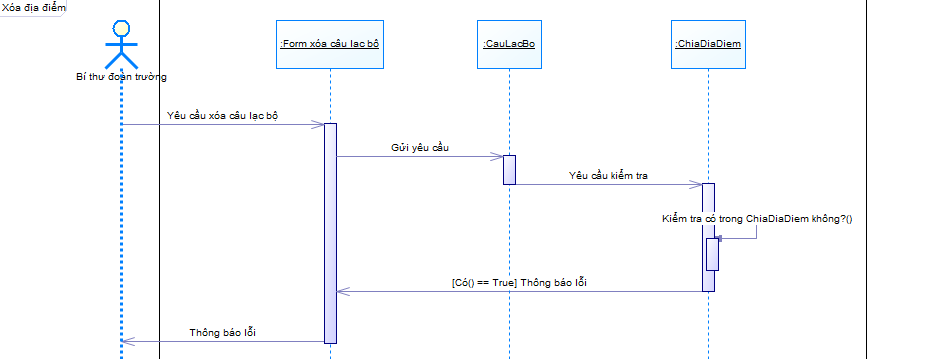 Xóa địa điểm
:Form xóa câu lạc bộ
:CauLacBo
:ChiaDiaDiem
Bí thư đoàn trường
Yêu cầu xóa câu lạc bộ
Gửi yêu cầu
Yêu cầu kiểm tra
Kiểm tra có trong ChiaDiaDiem không?()
[Có() == True] Thông báo lỗi
Thông báo lỗi